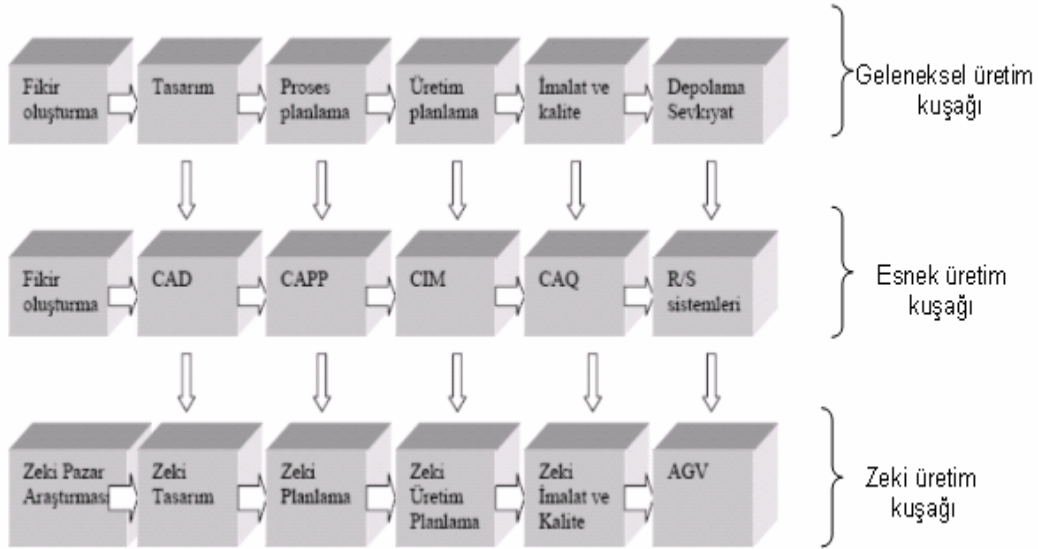 Fikir
oluşturma
Tasarım
Proses
planlama
Üretim
planlama
İmalat ve
kalite
Depolama
Sevkıyat
Geleneksel üretim
kuşağı
Fikir
oluşturma
CAD
CAPP
CIM
CAQ
R/S
sistemleri
Esnek üretim
kuşağı
Zeki Pazar
Araştırması
Zeki
Tasarım
Zeki
Planlama
Zeki
Üretim
Planlama
Zeki
İmalat ve
Kalite
AGV
Zeki üretim
kuşağı